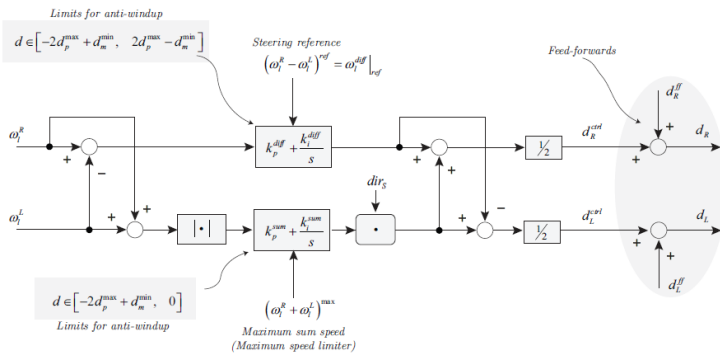 Limits for anti-windup
d ∈ [−2d_p^max + d_m^min, 2d_p^max − d_m^min]
Steering reference
(ω_l^R − ω_l^L)^ref = ω_l^diff |_ref
Feed-forwards
d_R^ff
ω_l^R
k_p^diff + k_i^diff / s
1/2
d_R^ctrl
d_R
+
+
+
+
+
+
−
dir_S
−
ω_l^L
+
+
|•|
k_p^sum + k_i^sum / s
•
+
1/2
d_L^ctrl
d_L
+
+
d_L^ff
d ∈ [−2d_p^max + d_m^min, 0]
Limits for anti-windup
(ω_l^R + ω_l^L)^max
Maximum sum speed
(Maximum speed limiter)